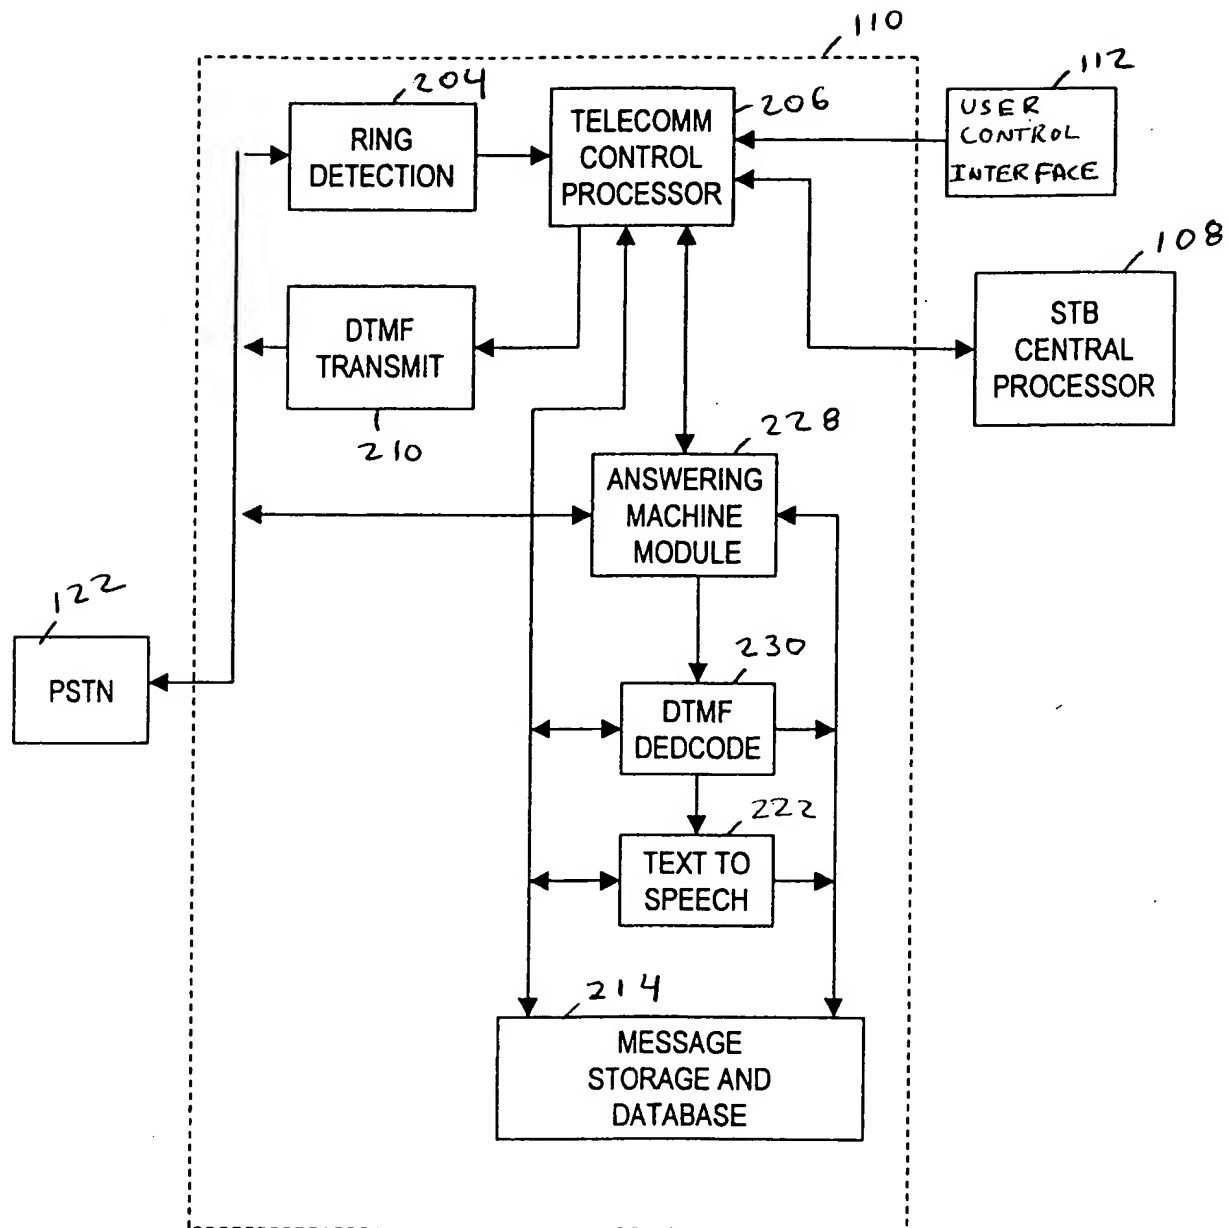 110
204
RING
DETECTION
206
TELECOMM
CONTROL
PROCESSOR
112
USER
CONTROL
INTERFACE
108
STB
CENTRAL
PROCESSOR
DTMF
TRANSMIT
210
228
ANSWERING
MACHINE
MODULE
122
PSTN
230
DTMF
DEDCODE
222
TEXT TO
SPEECH
214
MESSAGE
STORAGE AND
DATABASE